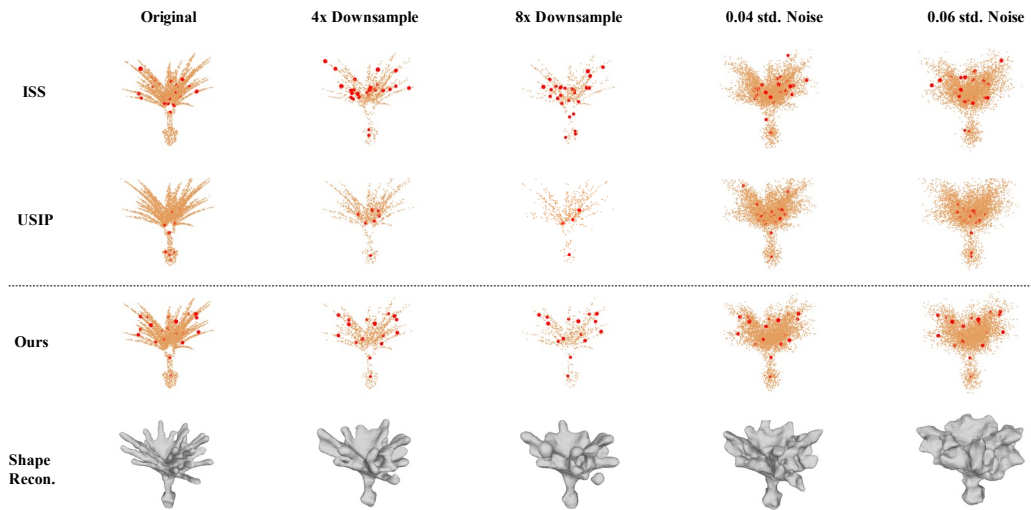 Original 4x Downsample 8x Downsample 0.04 std. Noise 0.06 std. Noise
ISS
USIP
Ours
Shape
Recon.